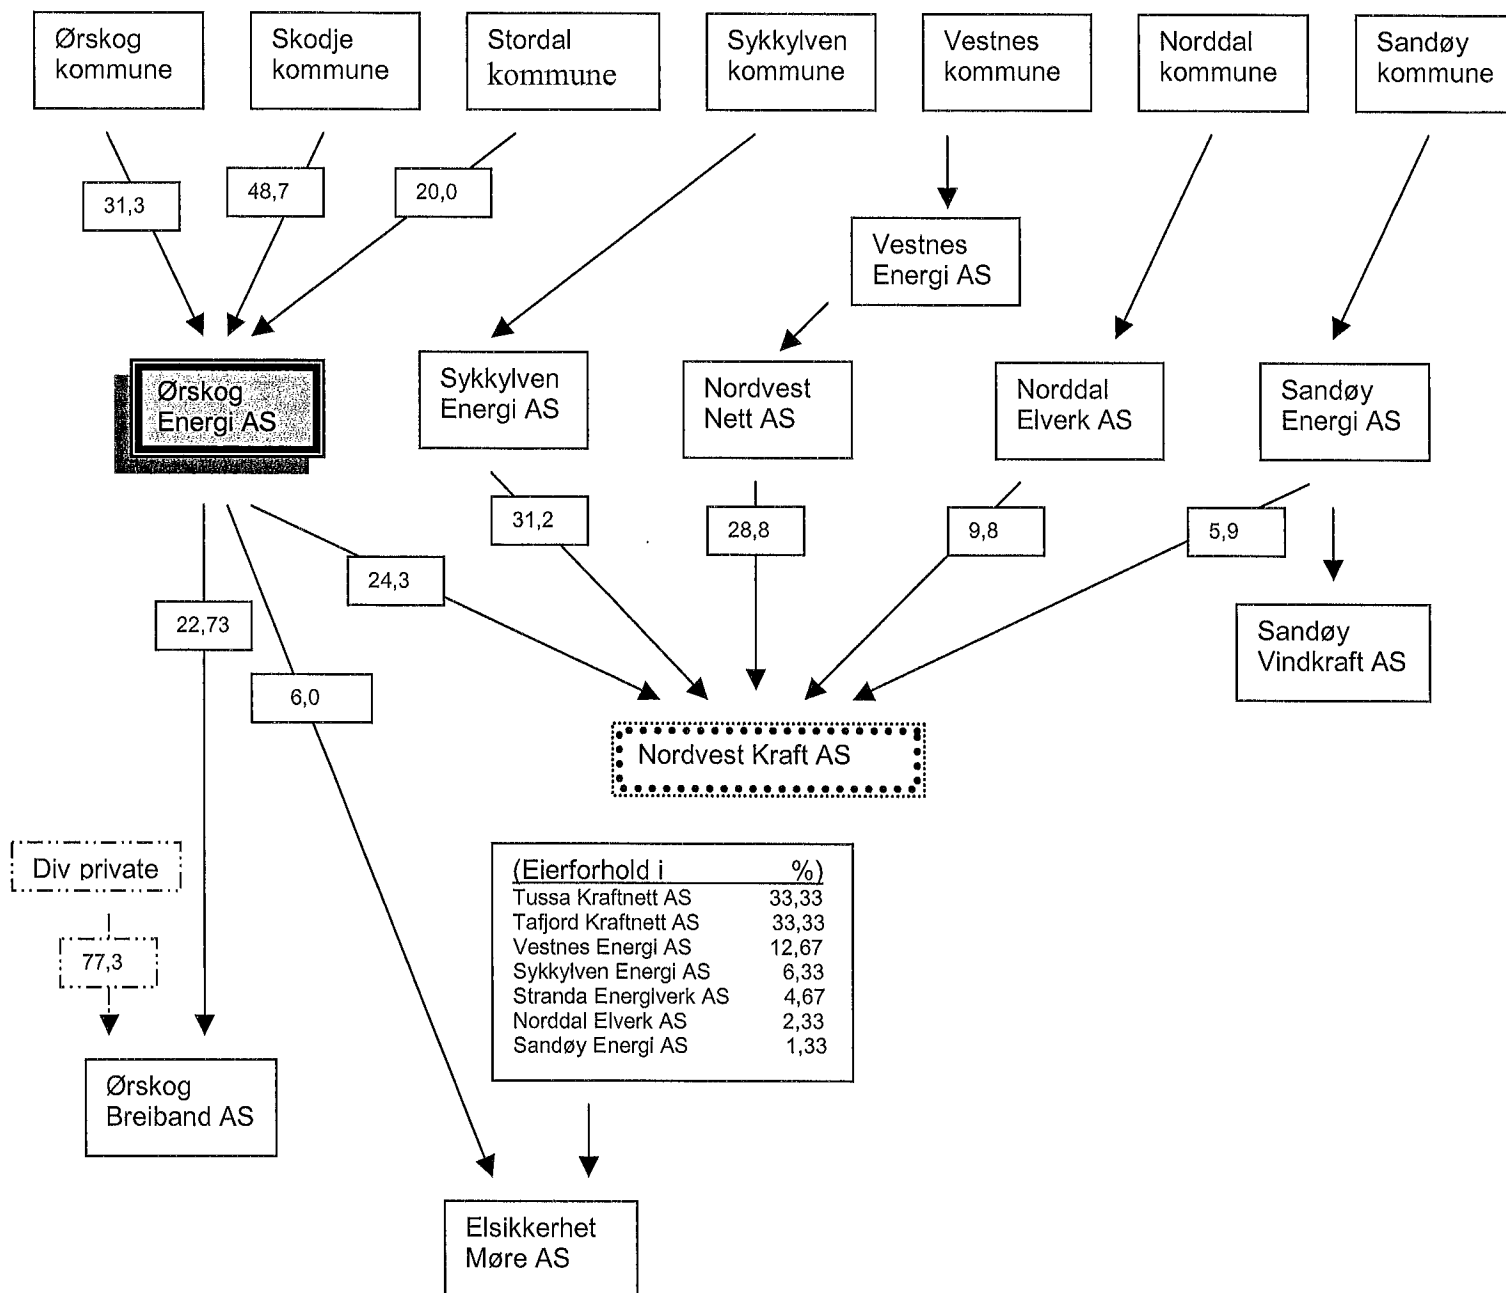 Ørskog
kommune
Skodje
kommune
Stordal
kommune
Sykkylven
kommune
Vestnes
kommune
Norddal
kommune
Sandøy
kommune
31,3
48,7
20,0
Vestnes
Energi AS
Ørskog
Energi AS
Sykkylven
Energi AS
Nordvest
Nett AS
Norddal
Elverk AS
Sandøy
Energi AS
31,2
28,8
9,8
5,9
24,3
22,73
6,0
Sandøy
Vindkraft AS
Nordvest Kraft AS
Div private
77,3
(Eierforhold i %)
Tussa Kraftnett AS 33,33
Tafjord Kraftnett AS 33,33
Vestnes Energi AS 12,67
Sykkylven Energi AS 6,33
Stranda Energiverk AS 4,67
Norddal Elverk AS 2,33
Sandøy Energi AS 1,33
Ørskog
Breiband AS
Elsikkerhet
Møre AS